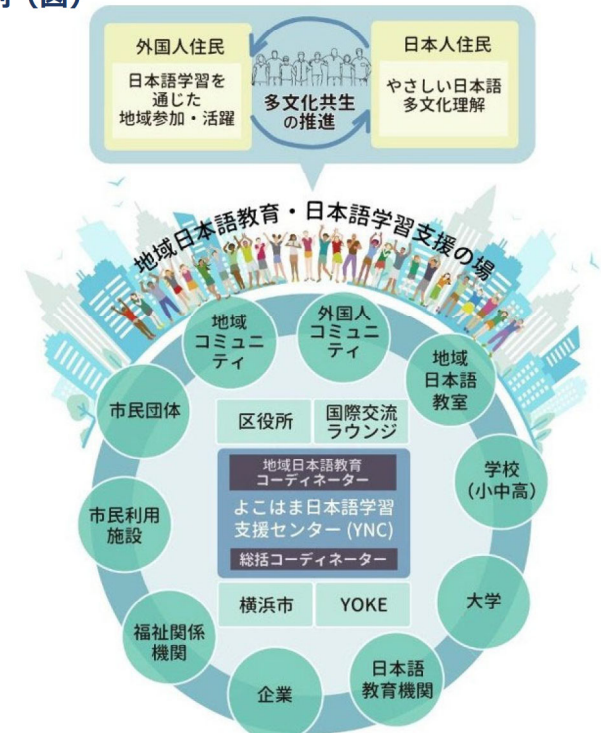 （図）
外国人住民
日本語学習を
通じた
地域参加・活躍
多文化共生
の推進
日本人住民
やさしい日本語
多文化理解
地域日本語教育・日本語学習支援の場
地域
コミュニ
ティ
外国人
コミュニ
ティ
地域
日本語
教室
市民団体
区役所
国際交流
ラウンジ
学校
（小中高）
地域日本語教育
コーディネーター
よこはま日本語学習
支援センター (YNC)
総括コーディネーター
市民利用
施設
横浜市
YOKE
大学
福祉関係
機関
企業
日本語
教育機関